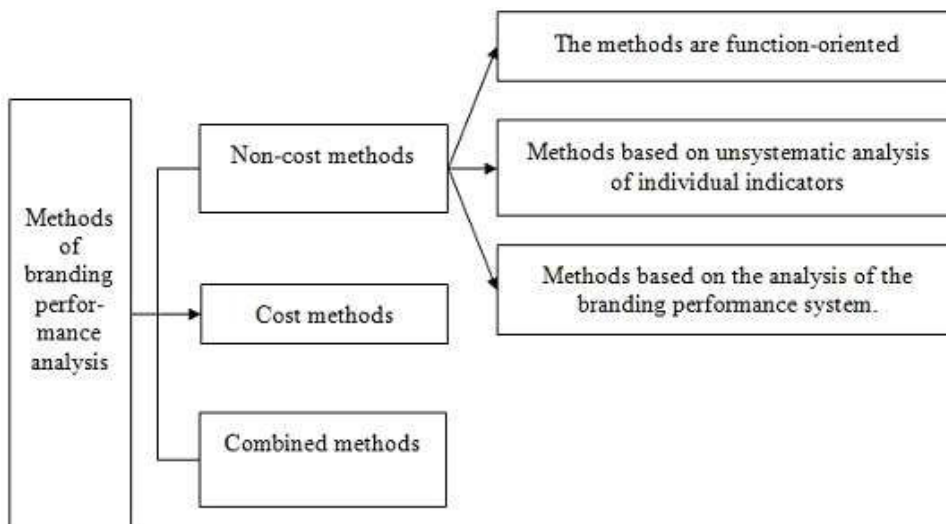 Methods
of
branding
perfor-
mance
analysis
Non-cost methods
Cost methods
Combined methods
The methods are function-oriented
Methods based on unsystematic analysis
of individual indicators
Methods based on the analysis of the
branding performance system.